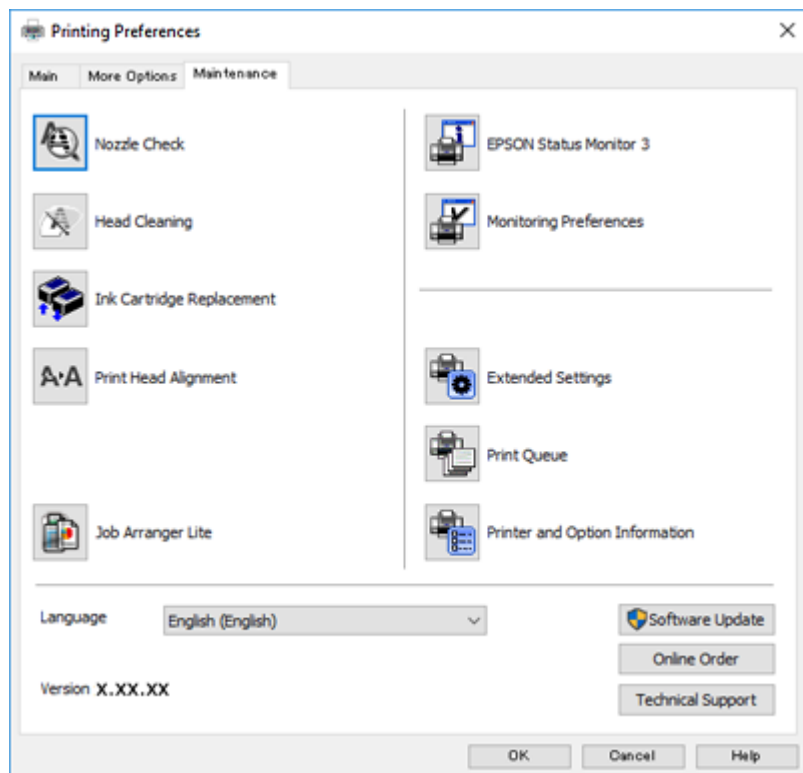 Printing Preferences
Main
More Options
Maintenance
Nozzle Check
Head Cleaning
Ink Cartridge Replacement
A·A Print Head Alignment
Job Arranger Lite
EPSON Status Monitor 3
Monitoring Preferences
Extended Settings
Print Queue
Printer and Option Information
Language
English (English)
Version X.XX.XX
Software Update
Online Order
Technical Support
OK
Cancel
Help